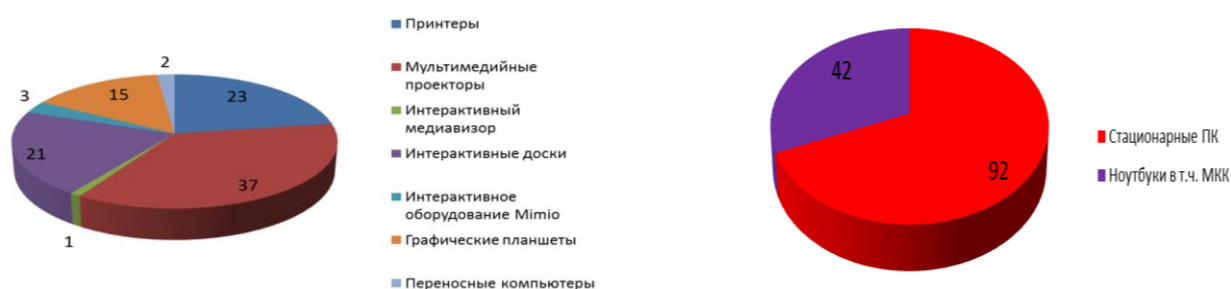 2
23
15
3
21
37
1
Принтеры
Мультимедийные
проекторы
Интерактивный
медиавизор
Интерактивные доски
Интерактивное
оборудование Mimio
Графические планшеты
Переносные компьютеры
42
92
Стационарные ПК
Ноутбуки в т.ч. МКК